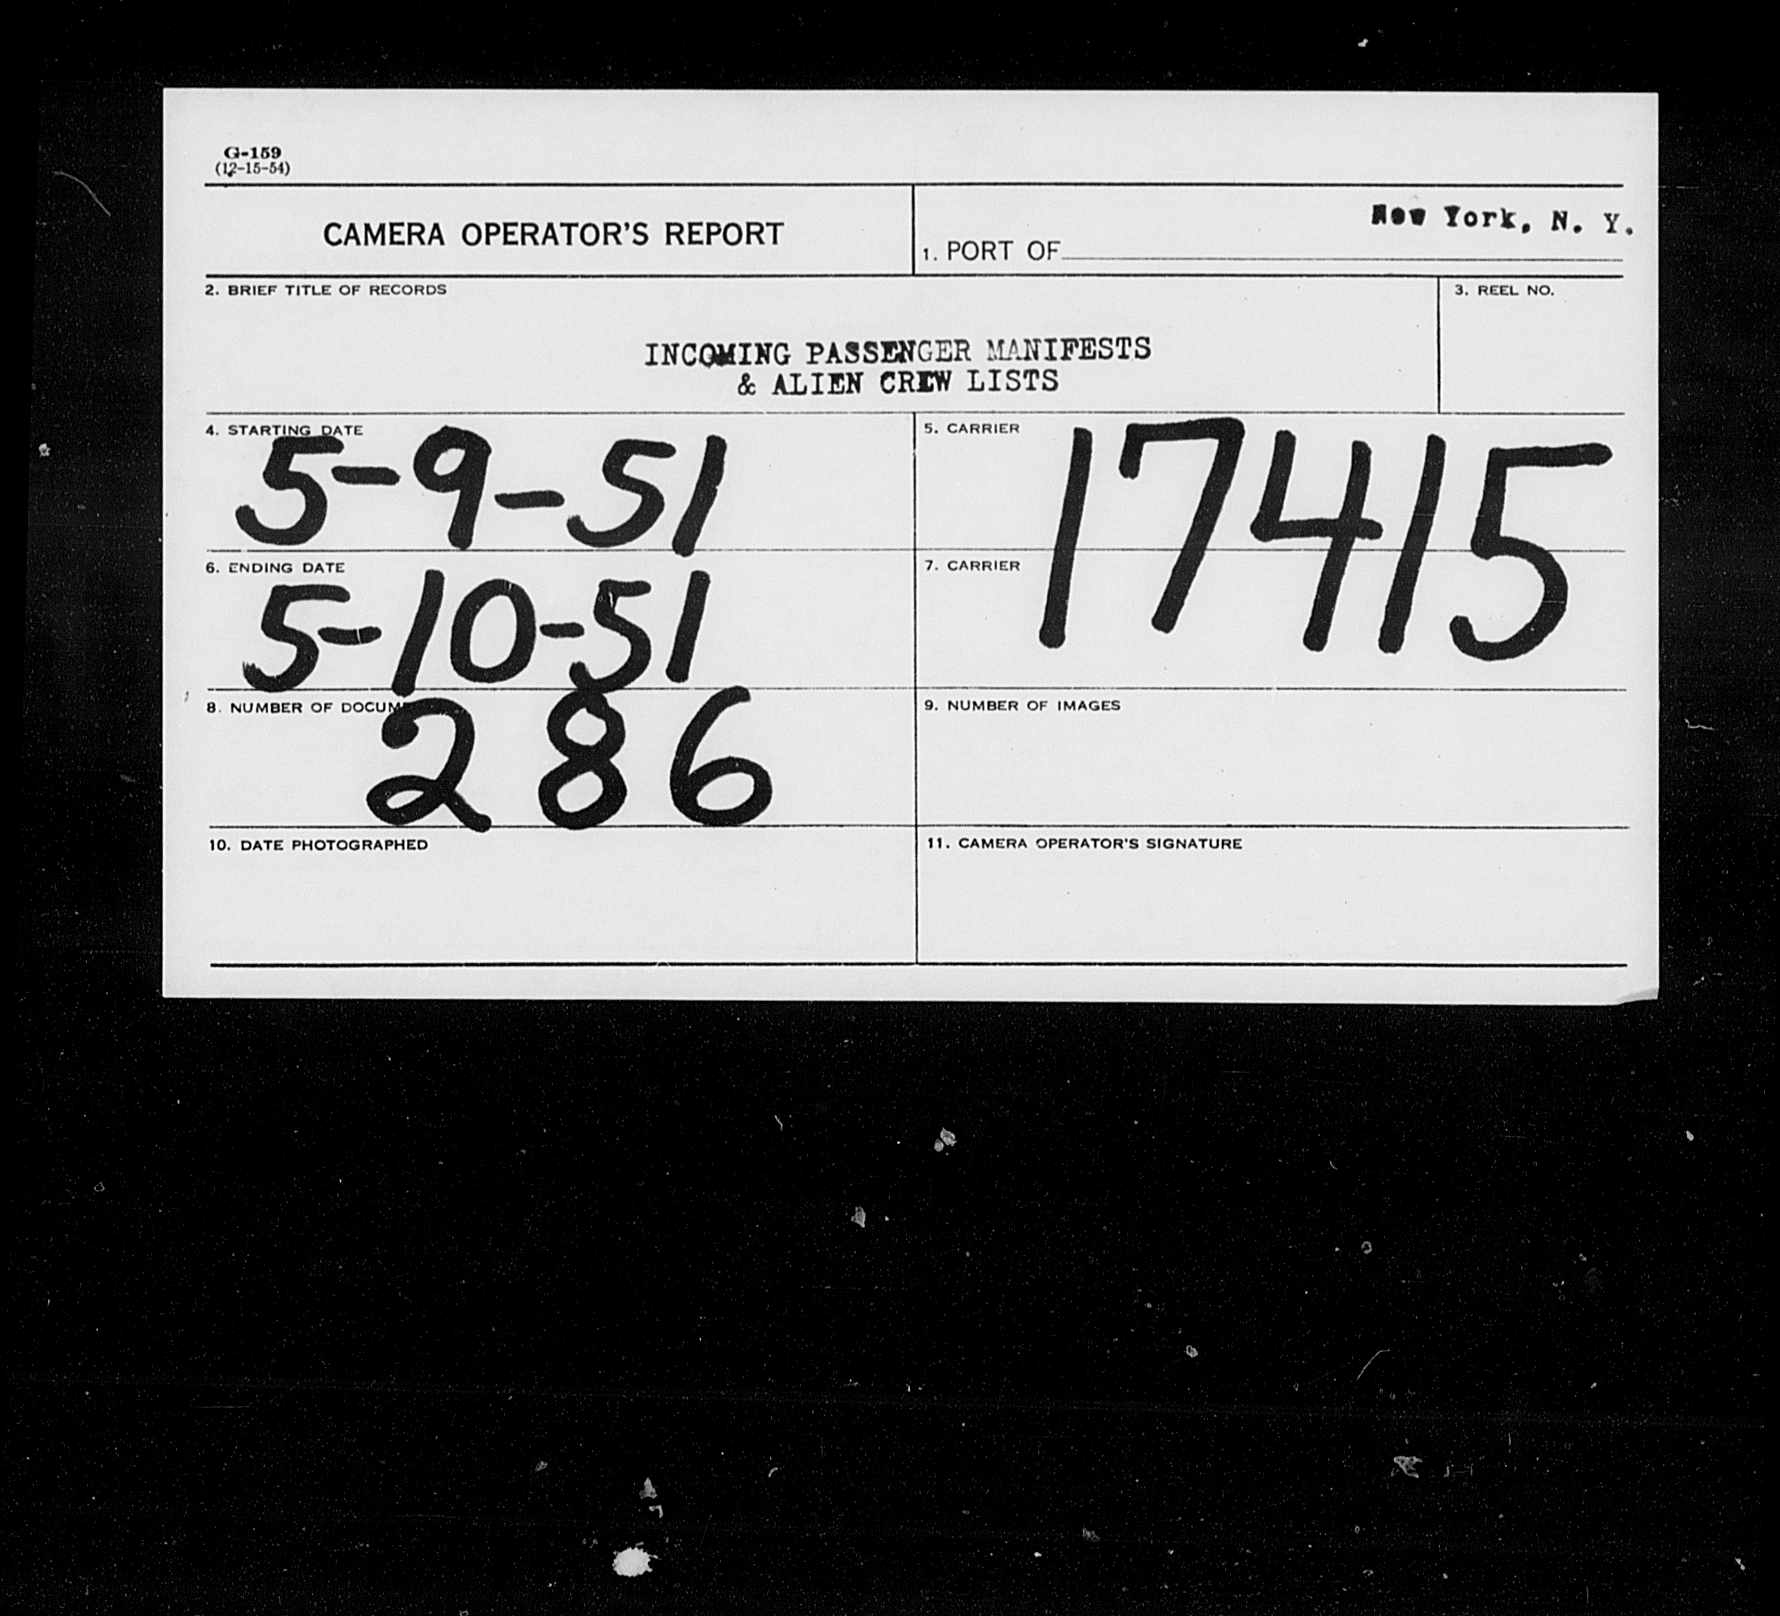 G-159
(12-15-54)
CAMERA OPERATOR'S REPORT
New York, N. Y.
1. PORT OF
2. BRIEF TITLE OF RECORDS
3. REEL NO.
INCOMING PASSENGER MANIFESTS
& ALIEN CREW LISTS
4. STARTING DATE
5-9-51
5. CARRIER
17415
6. ENDING DATE
5-10-51
7. CARRIER
8. NUMBER OF DOCUM
286
9. NUMBER OF IMAGES
10. DATE PHOTOGRAPHED
11. CAMERA OPERATOR'S SIGNATURE